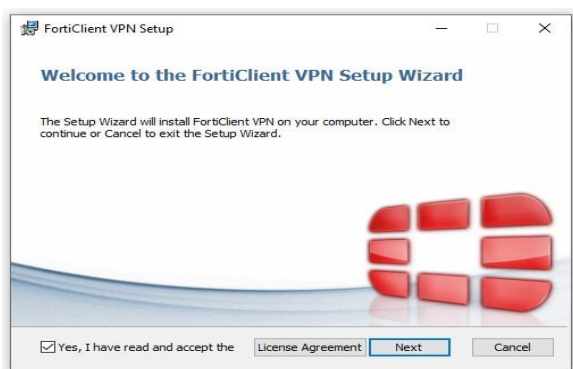 FortiClient VPN Setup
Welcome to the FortiClient VPN Setup Wizard
The Setup Wizard will install FortiClient VPN on your computer. Click Next to
continue or Cancel to exit the Setup Wizard.
Yes, I have read and accept the License Agreement Next Cancel